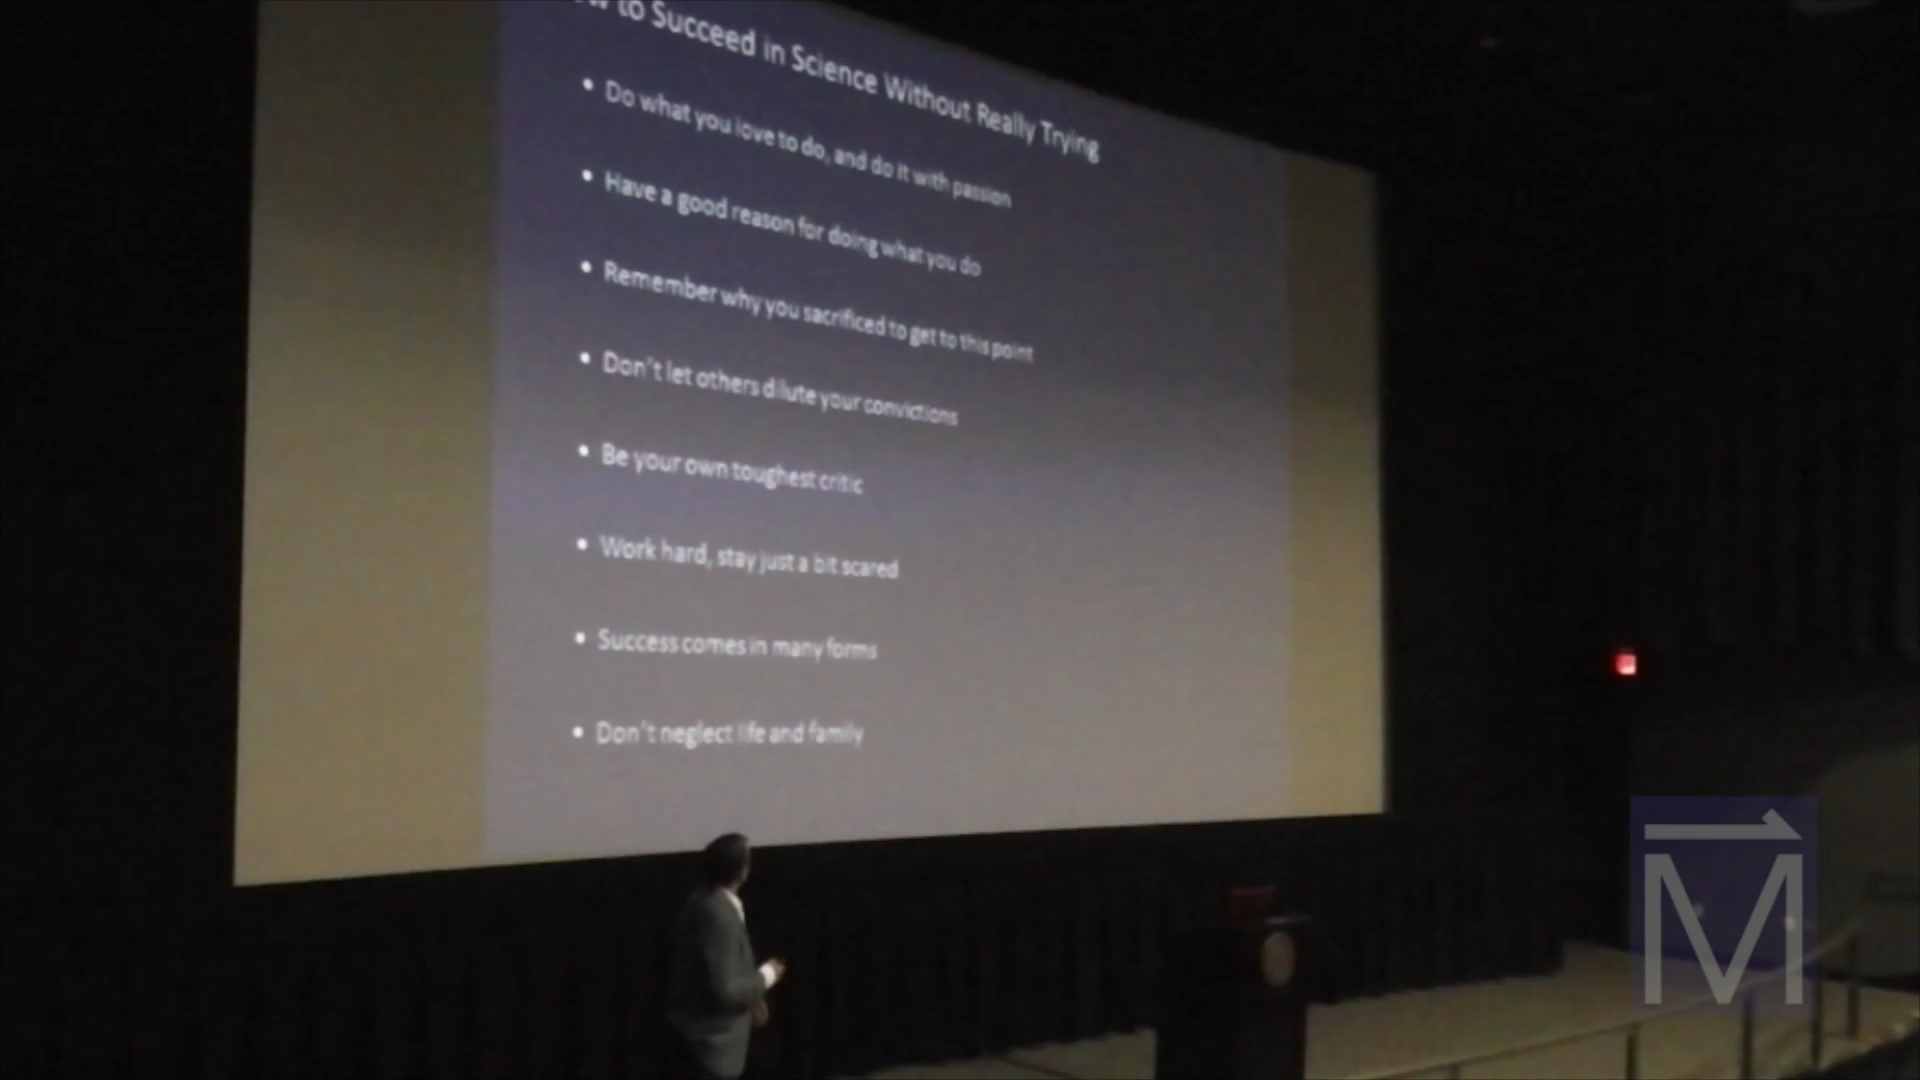 to Succeed in Science Without Really Trying
• Do what you love to do, and do it with passion
• Have a good reason for doing what you do
• Remember why you sacrificed to get to this point
• Don't let others dilute your convictions
• Be your own toughest critic
• Work hard, stay just a bit scared
• Success comes in many forms
• Don't neglect life and family
M